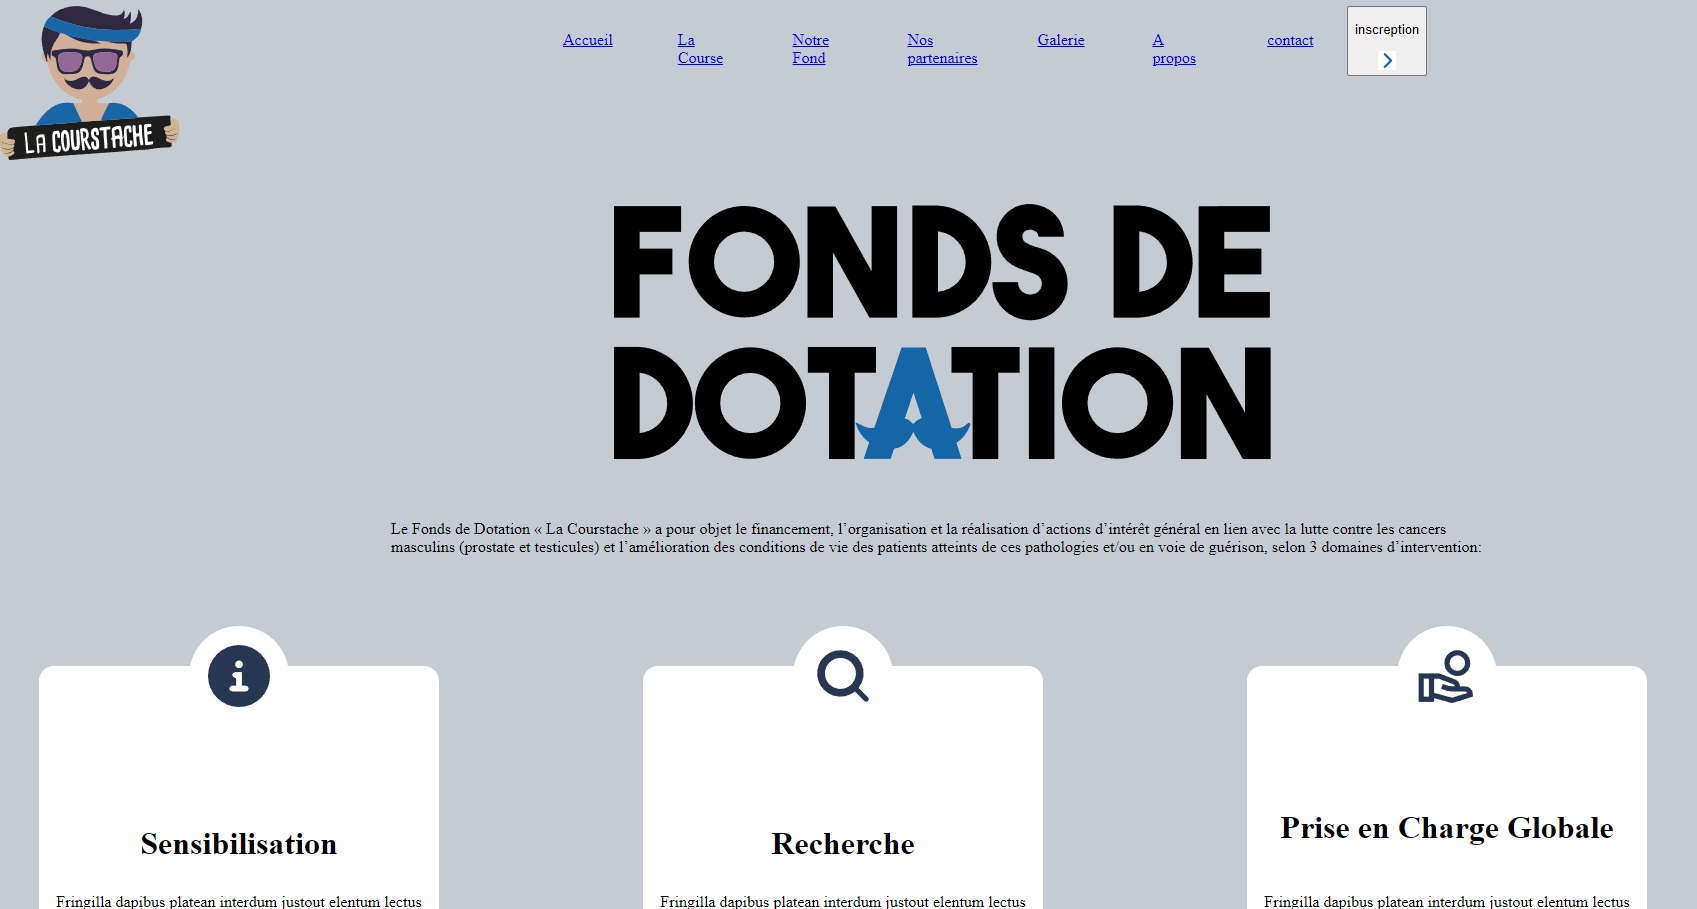 LA COURSTACHE
Accueil
La
Course
Notre
Fond
Nos
partenaires
Galerie
A
propos
contact
inscreption
FONDS DE
DOTATION
Le Fonds de Dotation « La Courstache » a pour objet le financement, l’organisation et la réalisation d’actions d’intérêt général en lien avec la lutte contre les cancers
masculins (prostate et testicules) et l’amélioration des conditions de vie des patients atteints de ces pathologies et/ou en voie de guérison, selon 3 domaines d’intervention:
Sensibilisation
Fringilla dapibus platean interdum justout elentum lectus
Recherche
Fringilla dapibus platean interdum justout elentum lectus
Prise en Charge Globale
Fringilla dapibus platean interdum justout elentum lectus